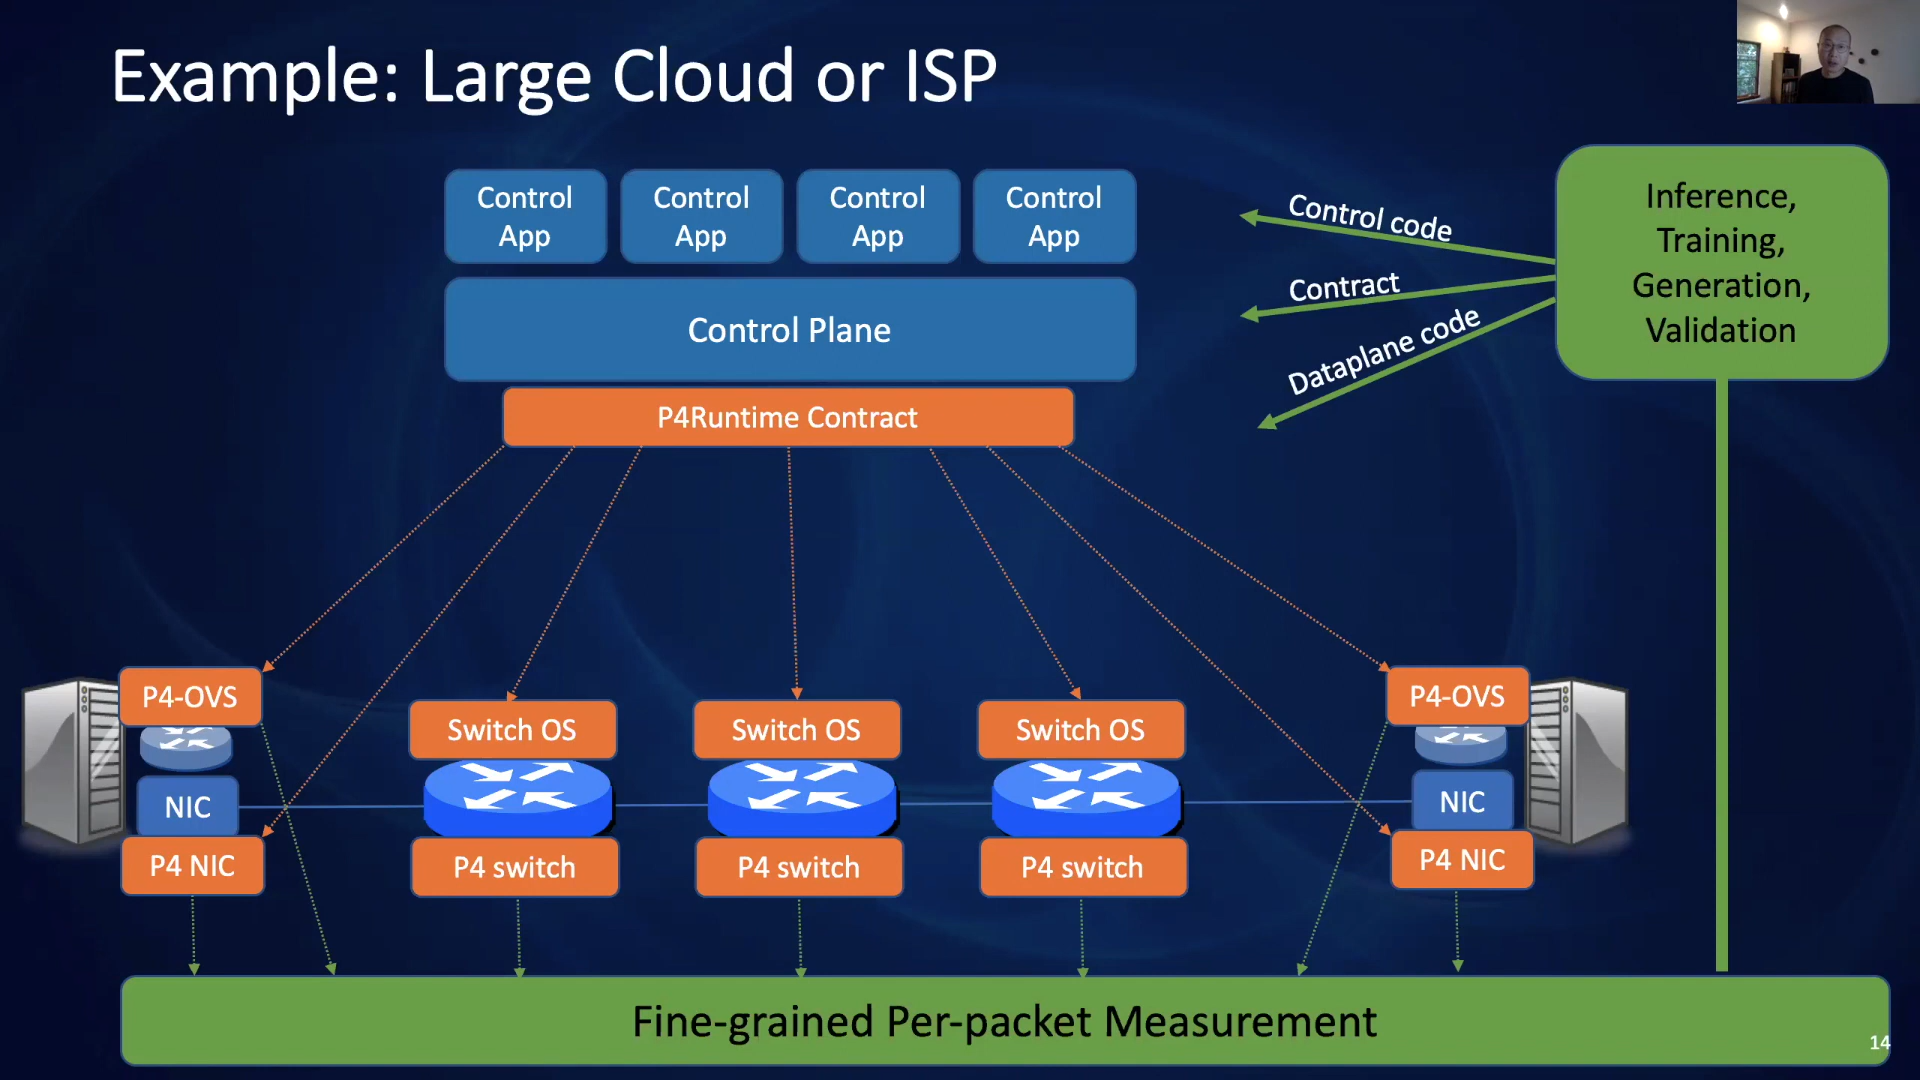 Example: Large Cloud or ISP
Control
App
Control
App
Control
App
Control
App
Control Plane
P4Runtime Contract
Control code
Contract
Dataplane code
Inference,
Training,
Generation,
Validation
P4-OVS
NIC
P4 NIC
Switch OS
P4 switch
Switch OS
P4 switch
Switch OS
P4 switch
P4-OVS
NIC
P4 NIC
Fine-grained Per-packet Measurement
14